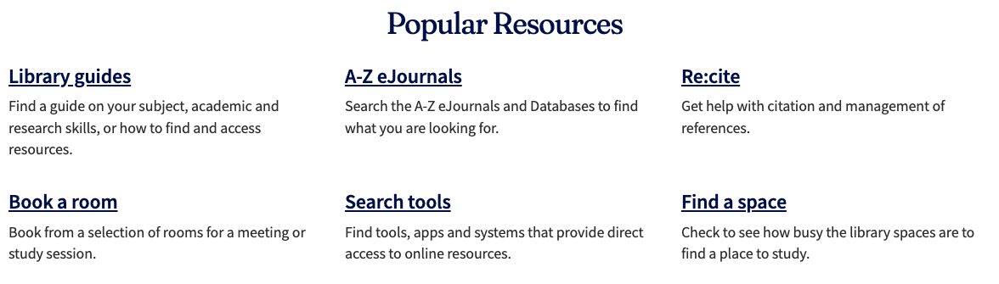 Popular Resources
Library guides
Find a guide on your subject, academic and
research skills, or how to find and access
resources.
A-Z eJournals
Search the A-Z eJournals and Databases to find
what you are looking for.
Re:cite
Get help with citation and management of
references.
Book a room
Book from a selection of rooms for a meeting or
study session.
Search tools
Find tools, apps and systems that provide direct
access to online resources.
Find a space
Check to see how busy the library spaces are to
find a place to study.